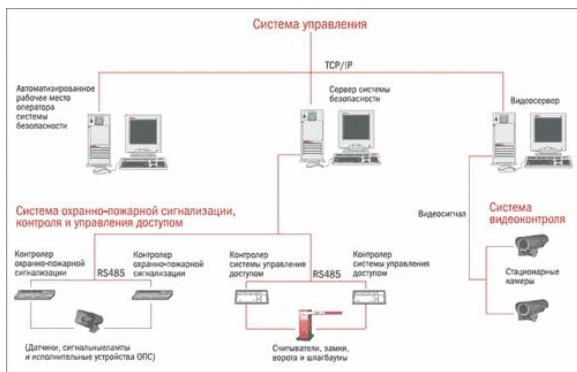 Система управления
TCP/IP
Автоматизированное
рабочее место
оператора
системы
безопасности
Сервер системы
безопасности
Видеосервер
Система охранно-пожарной сигнализации,
контроля и управления доступом
Видеосигнал
Система
видеоконтроля
Контролер
охранно-пожарной
сигнализации
RS485
Контролер
охранно-пожарной
сигнализации
Контролер
системы управления
доступом
RS485
Контролер
системы управления
доступом
Стационарные
камеры
(Датчики, сигнальныелампы
и исполнительные устройства ОПС)
Считыватели, замки,
ворота и шлагбаумы